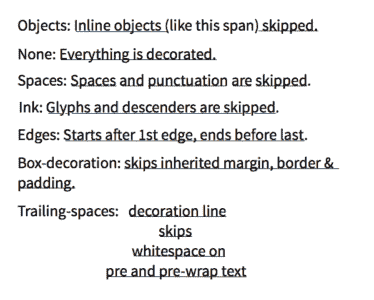 Objects: Inline objects (like this span) skipped.
None: Everything is decorated.
Spaces: Spaces and punctuation are skipped.
Ink: Glyphs and descenders are skipped.
Edges: Starts after 1st edge, ends before last.
Box-decoration: skips inherited margin, border &
padding.
Trailing-spaces: decoration line
skips
whitespace on
pre and pre-wrap text